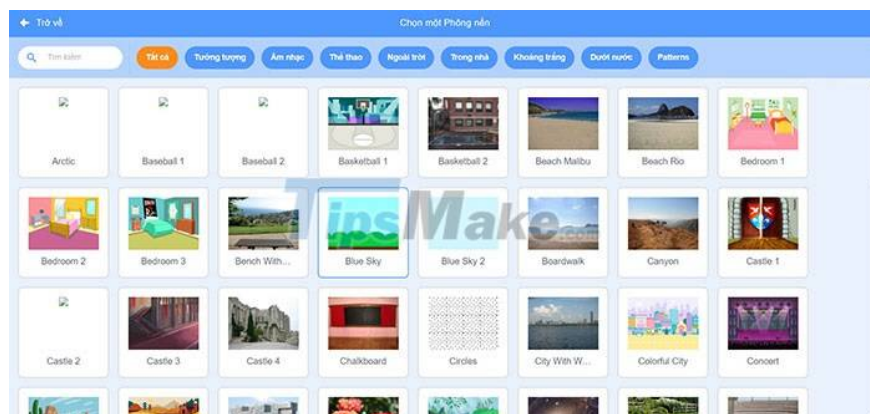 Trở về
Chọn một Phông nền
Tìm kiếm
Tất cả
Tưởng tượng
Âm nhạc
Thể thao
Ngoài trời
Trong nhà
Khoảng trắng
Dưới nước
Patterns
Arctic
Baseball 1
Baseball 2
Basketball 1
Basketball 2
Beach Malibu
Beach Rio
Bedroom 1
TipsMake.com
Bedroom 2
Bedroom 3
Bench With...
Blue Sky
Blue Sky 2
Boardwalk
Canyon
Castle 1
Castle 2
Castle 3
Castle 4
Chalkboard
Circles
City With W...
Colorful City
Concert